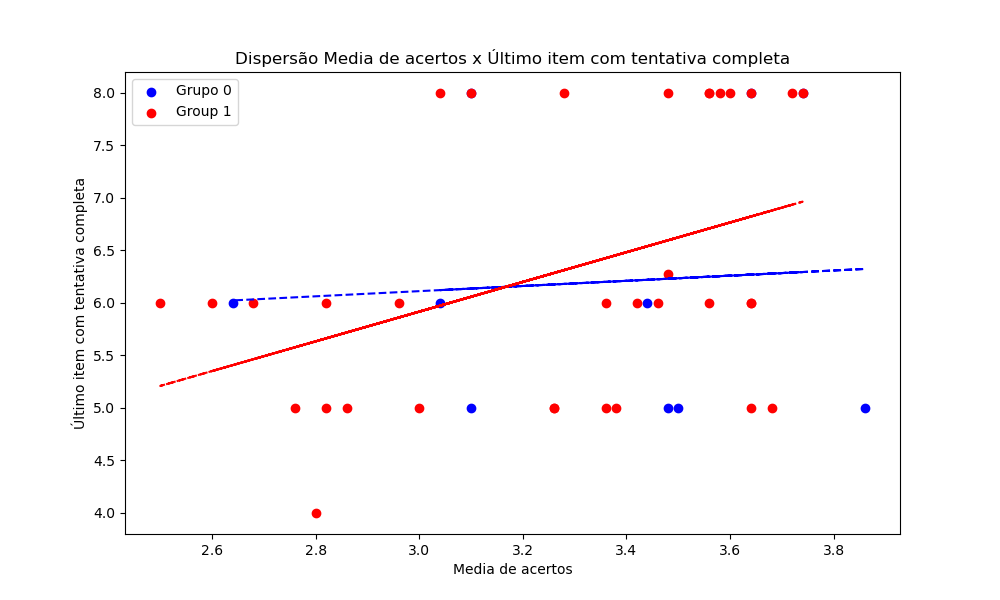 Dispersão Media de acertos x Último item com tentativa completa
Grupo 0
Group 1
8.0
7.5
7.0
6.5
6.0
5.5
5.0
4.5
4.0
Último item com tentativa completa
2.6 2.8 3.0 3.2 3.4 3.6 3.8
Media de acertos